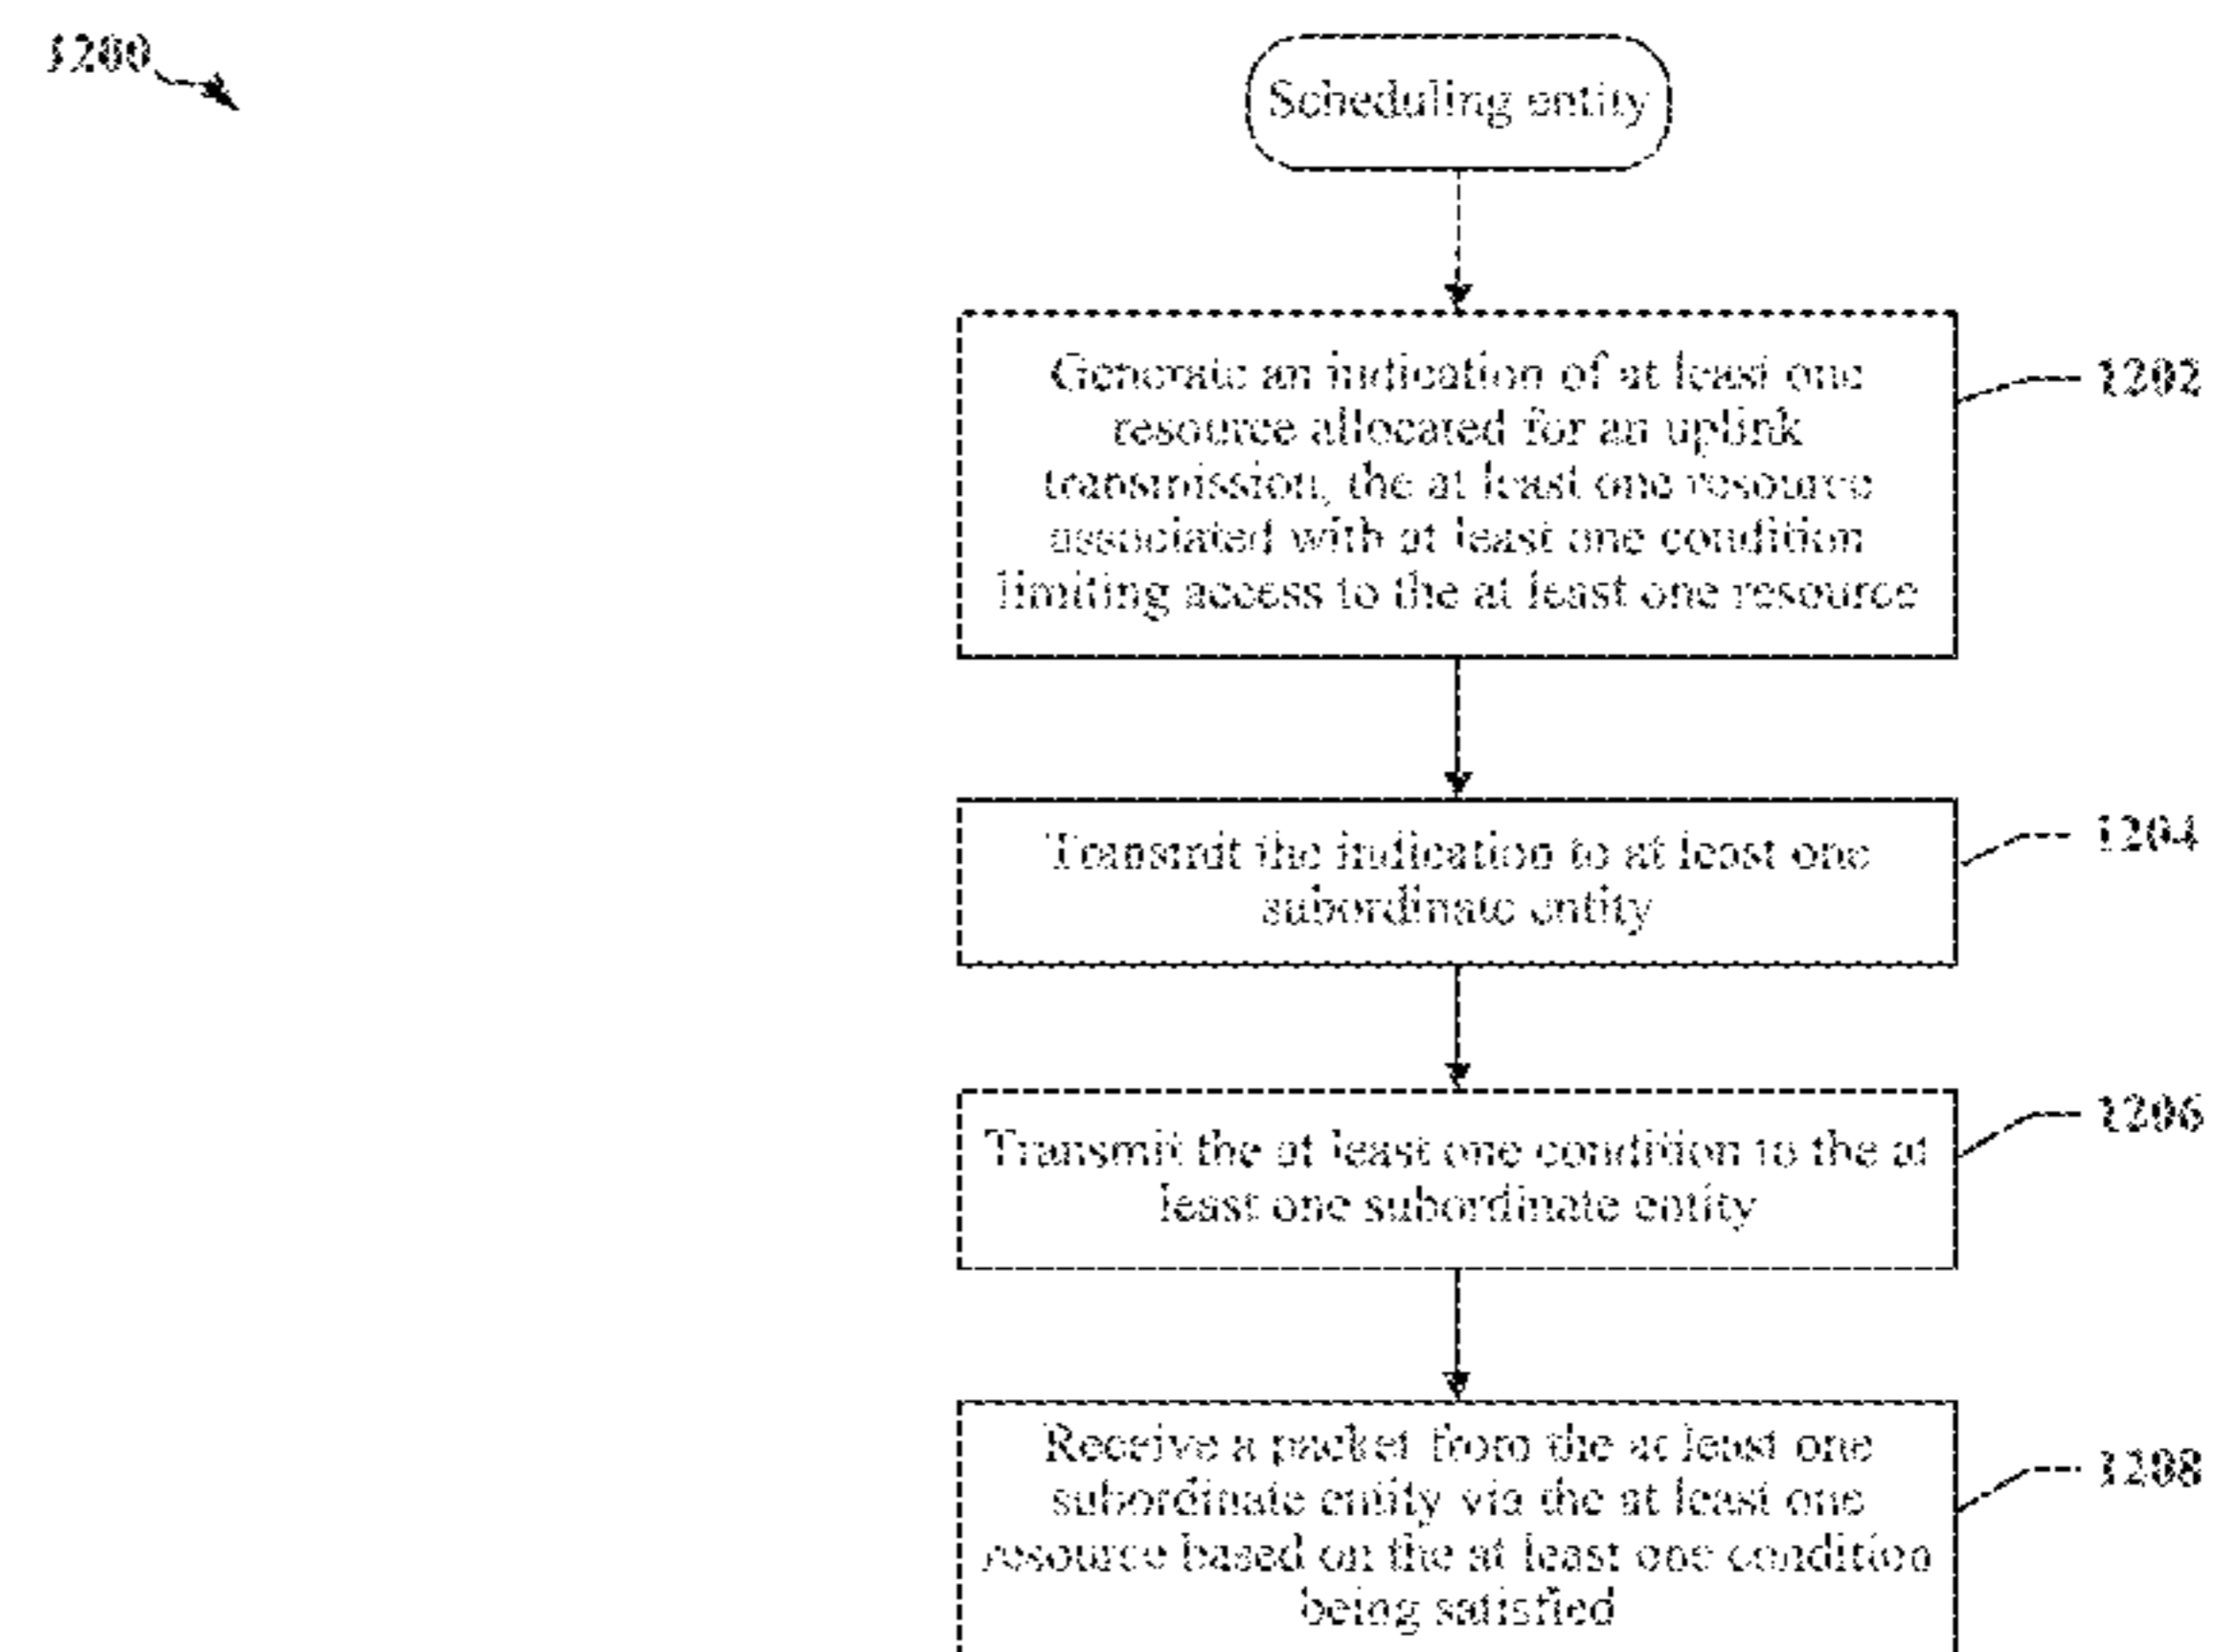 1200
Scheduling entity
Generate an indication of at least one
resource allocated for an uplink
transmission, the at least one resource
associated with at least one condition
limiting access to the at least one resource
1202
Transmit the indication to at least one
subordinate entity
1204
Transmit the at least one condition to the at
least one subordinate entity
1206
Receive a packet from the at least one
subordinate entity via the at least one
resource based on the at least one condition
being satisfied
1208